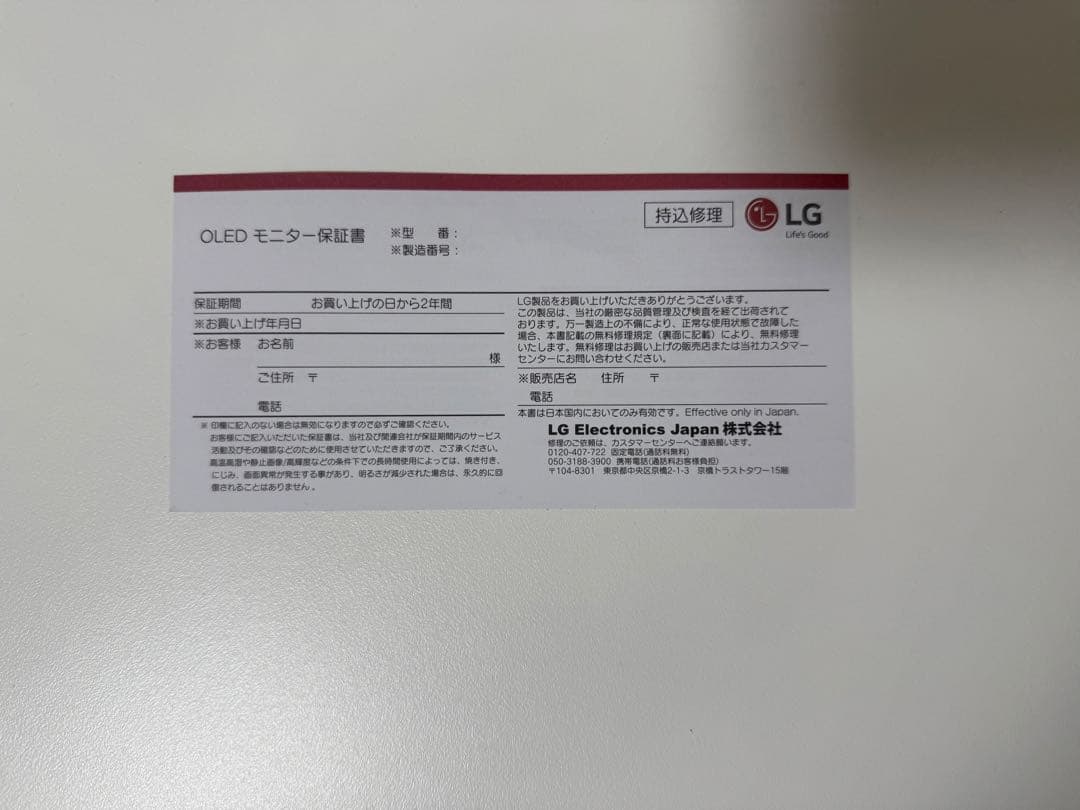 持込修理
LG
Life's Good
OLED モニター保証書
※型 番：
※製造番号：
保証期間 お買い上げの日から2年間
※お買い上げ年月日
※お客様 お名前
様
ご住所 〒
電話
※ 印欄に記入のない場合は無効になりますので必ずご確認ください。
お客様にご記入いただいた保証書は、当社及び関連会社が保証期間内のサービス
活動及びその確認などのために使用させていただきますので、ご了承ください。
高温高湿や静止画像/高輝度などの条件下での長時間使用によっては、焼き付き、
にじみ、画面異常が発生する事があり、明るさが減少された場合は、永久的に回
復されることはありません。
LG製品をお買い上げいただきありがとうございます。
この製品は、当社の厳密な品質管理及び検査を経て出荷されて
おります。万一製造上の不備により、正常な使用状態で故障した
場合、本書記載の無料修理規定（裏面に記載）により、無料修理
いたします。無料修理はお買い上げの販売店または当社カスタマー
センターにお問い合わせください。
※販売店名 住所 〒
電話
本書は日本国内においてのみ有効です。Effective only in Japan.
LG Electronics Japan 株式会社
修理のご依頼は、カスタマーセンターへご連絡願います。
0120-407-722 固定電話(通話料無料)
050-3188-3900 携帯電話(通話料お客様負担)
〒104-8301 東京都中央区京橋2-1-3 京橋トラストタワー15階